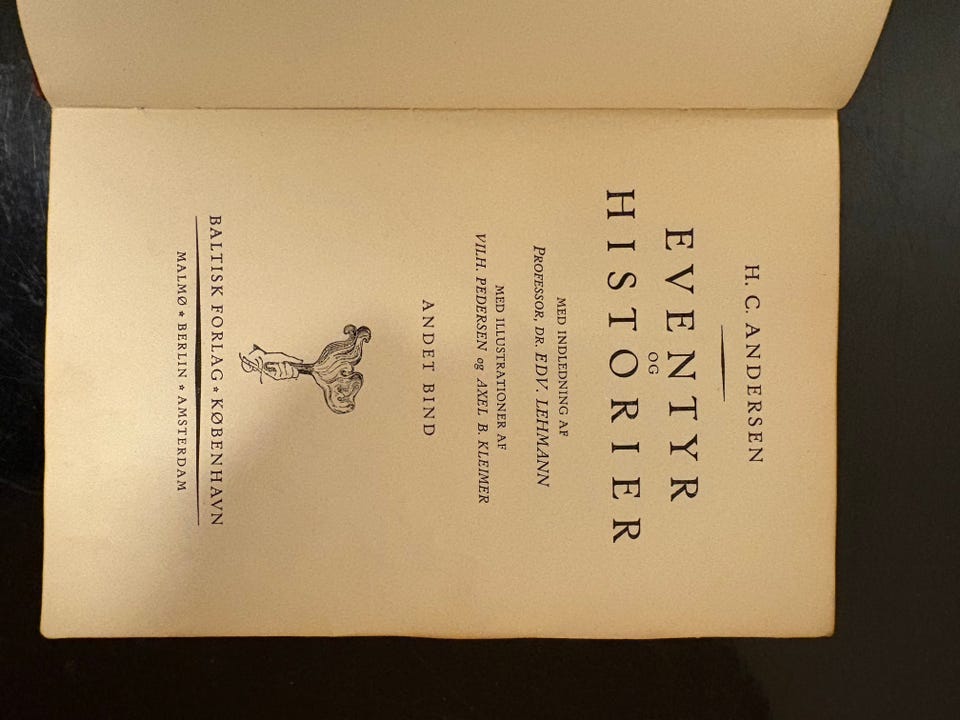 H. C. ANDERSEN
EVENTYR
OG
HISTORIER
MED INDLEDNING AF
PROFESSOR, DR. EDV. LEHMANN
MED ILLUSTRATIONER AF
VILH. PEDERSEN og AXEL B. KLEIMER
ANDET BIND
BALTISK FORLAG * KØBENHAVN
MALMØ * BERLIN * AMSTERDAM